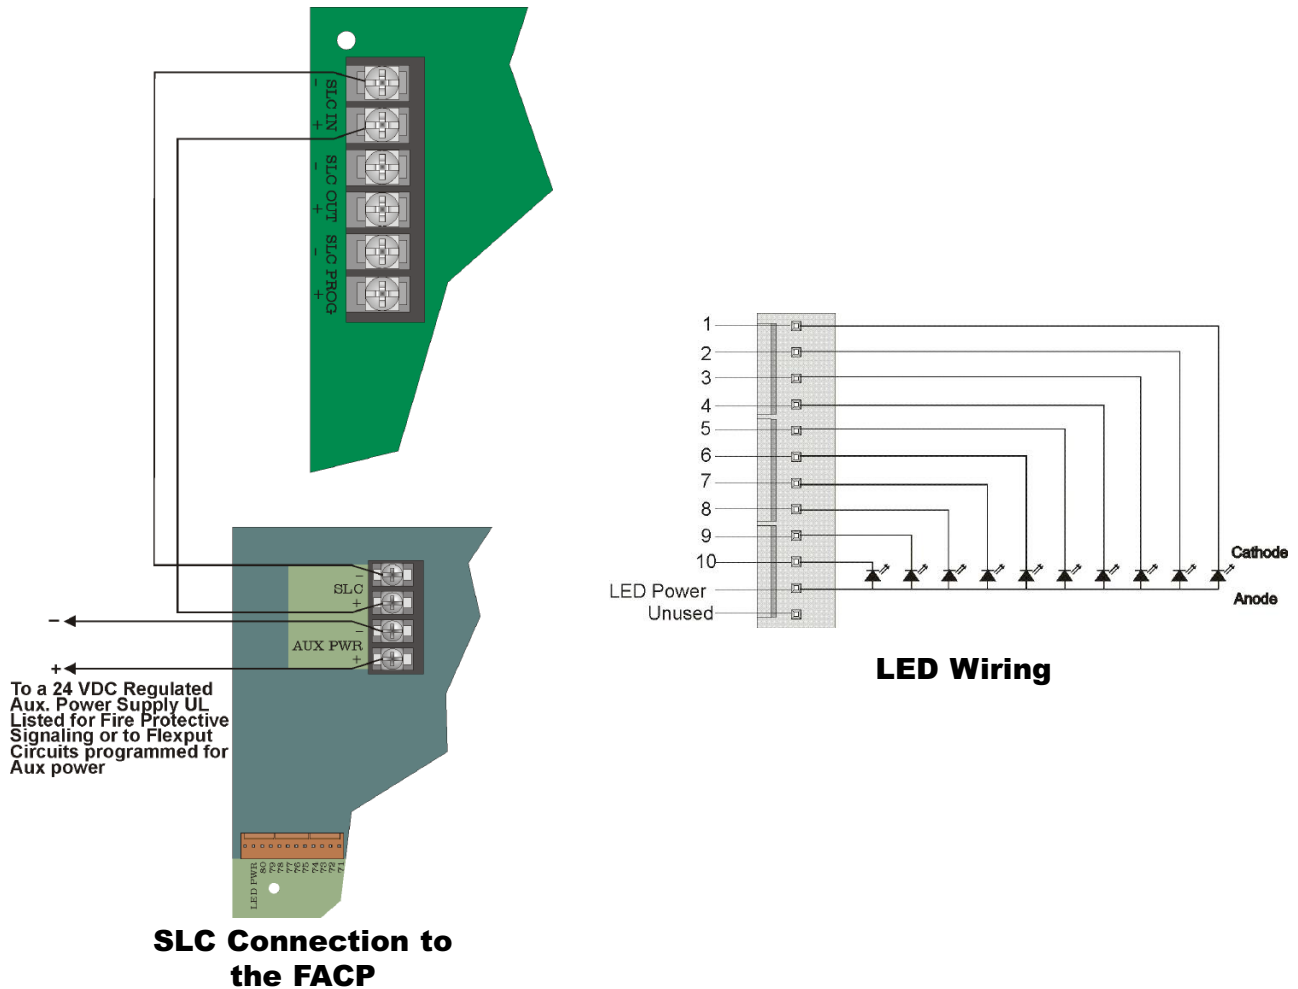 -
SLC IN
+
-
SLC OUT
+
-
SLC PROG
+
-
SLC
+
-
AUX PWR
+
−
+
To a 24 VDC Regulated
Aux. Power Supply UL
Listed for Fire Protective
Signaling or to Flexput
Circuits programmed for
Aux power
LED PWR
80
79
78
77
76
75
74
73
72
71
SLC Connection to
the FACP
1
2
3
4
5
6
7
8
9
10
LED Power
Unused
Cathode
Anode
LED Wiring